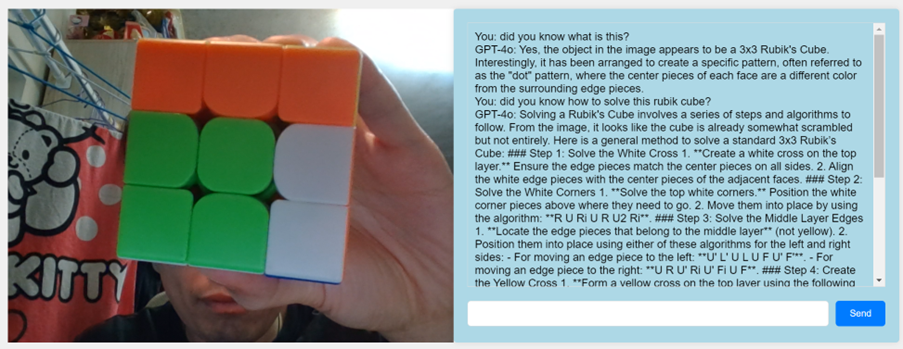 KITTY
You: did you know what is this?
GPT-4o: Yes, the object in the image appears to be a 3x3 Rubik's Cube.
Interestingly, it has been arranged to create a specific pattern, often referred to
as the "dot" pattern, where the center pieces of each face are a different color
from the surrounding edge pieces.
You: did you know how to solve this rubik cube?
GPT-4o: Solving a Rubik's Cube involves a series of steps and algorithms to
follow. From the image, it looks like the cube is already somewhat scrambled
but not entirely. Here is a general method to solve a standard 3x3 Rubik's
Cube: ### Step 1: Solve the White Cross 1. **Create a white cross on the top
layer.** Ensure the edge pieces match the center pieces on all sides. 2. Align
the white edge pieces with the center pieces of the adjacent faces. ### Step 2:
Solve the White Corners 1. **Solve the top white corners.** Position the white
corner pieces above where they need to go. 2. Move them into place by using
the algorithm: **R U Ri U R U2 Ri**. ### Step 3: Solve the Middle Layer Edges
1. **Locate the edge pieces that belong to the middle layer** (not yellow). 2.
Position them into place using either of these algorithms for the left and right
sides: - For moving an edge piece to the left: **U' L' U L U F U' F'**. - For
moving an edge piece to the right: **U R U' Ri U' Fi U F**. ### Step 4: Create
the Yellow Cross 1. **Form a yellow cross on the top layer using the following
Send